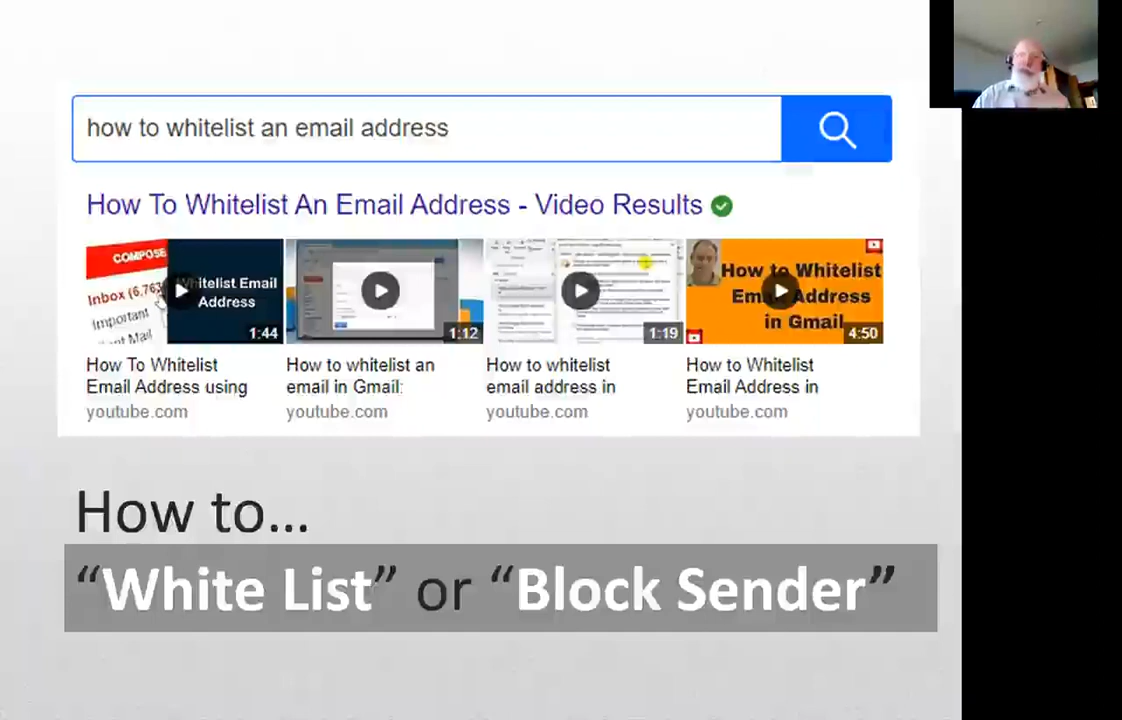 how to whitelist an email address
How To Whitelist An Email Address - Video Results
COMPOSE
Inbox (6,763
Important
Mail
Whitelist Email
Address
1:44
1:12
1:19
How to Whitelist
Email Address
in Gmail
4:50
How To Whitelist
Email Address using
youtube.com
How to whitelist an
email in Gmail:
youtube.com
How to whitelist
email address in
youtube.com
How to Whitelist
Email Address in
youtube.com
How to...
“White List” or “Block Sender”